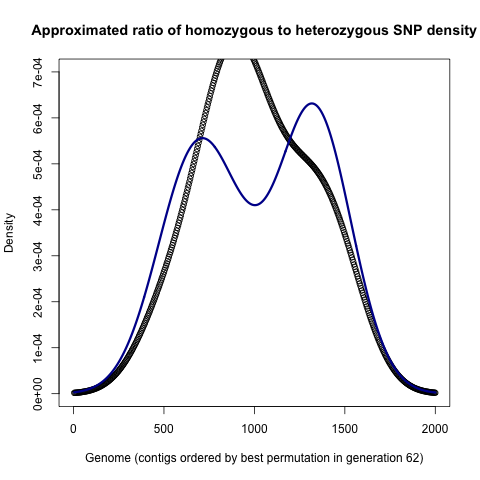 Approximated ratio of homozygous to heterozygous SNP density
Density
7e-04
6e-04
5e-04
4e-04
3e-04
2e-04
1e-04
0e+00
0 500 1000 1500 2000
Genome (contigs ordered by best permutation in generation 62)